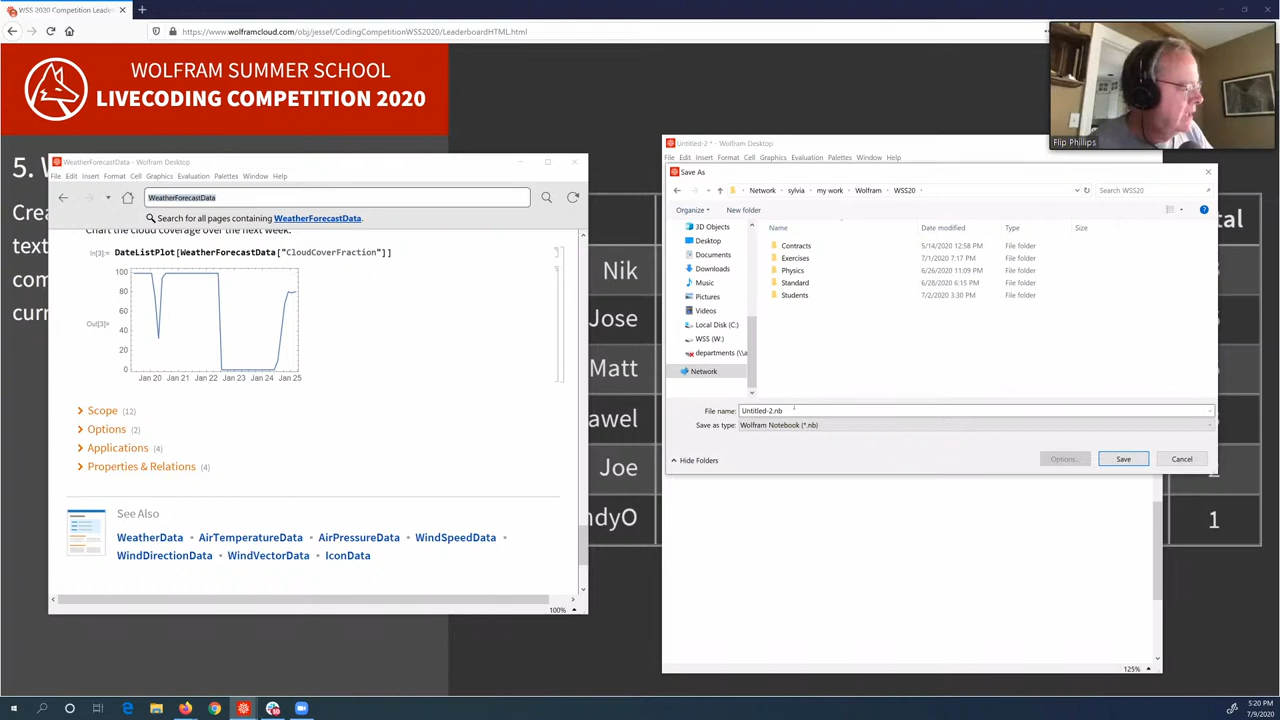 WSS 2020 Competition Leade
https://www.wolframcloud.com/obj/jessef/CodingCompetitionWSS2020/LeaderboardHTML.html
WOLFRAM SUMMER SCHOOL
LIVECODING COMPETITION 2020
Flip Phillips
5. W
Crea
text
com
curr
WeatherForecastData - Wolfram Desktop
File Edit Insert Format Cell Graphics Evaluation Palettes Window Help
WeatherForecastData
Search for all pages containing WeatherForecastData.
Chart the cloud coverage over the next week.
In[3]:= DateListPlot[WeatherForecastData["CloudCoverFraction"]]
Out[3]=
100
80
60
40
20
0
Jan 20 Jan 21 Jan 22 Jan 23 Jan 24 Jan 25
Scope (12)
Options (2)
Applications (4)
Properties & Relations (4)
See Also
WeatherData ▪ AirTemperatureData ▪ AirPressureData ▪ WindSpeedData ▪
WindDirectionData ▪ WindVectorData ▪ IconData
100%
Nik
Jose
Matt
awel
Joe
ndyO
tal
1
Untitled-2 * - Wolfram Desktop
File Edit Insert Format Cell Graphics Evaluation Palettes Window Help
Save As
Network › sylvia › my work › Wolfram › WSS20 ›
Search WSS20
Organize New folder
3D Objects
Desktop
Documents
Downloads
Music
Pictures
Videos
Local Disk (C:)
WSS (W:)
departments (\\a
Network
Name Date modified Type Size
Contracts 5/14/2020 12:58 PM File folder
Exercises 7/1/2020 7:17 PM File folder
Physics 6/26/2020 11:09 PM File folder
Standard 6/28/2020 6:15 PM File folder
Students 7/2/2020 3:30 PM File folder
File name: Untitled-2.nb
Save as type: Wolfram Notebook (*.nb)
Hide Folders
Options...
Save
Cancel
125%
5:20 PM
7/9/2020